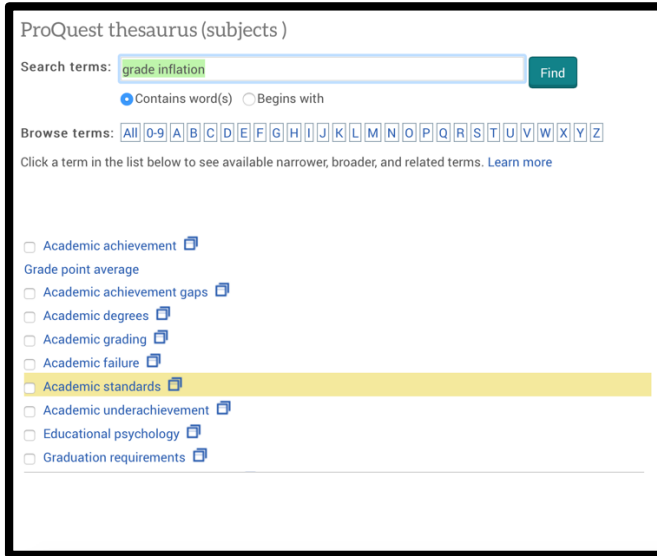 ProQuest thesaurus (subjects )
Search terms: grade inflation Find
Contains word(s) Begins with
Browse terms: All 0-9 A B C D E F G H I J K L M N O P Q R S T U V W X Y Z
Click a term in the list below to see available narrower, broader, and related terms. Learn more
Academic achievement
Grade point average
Academic achievement gaps
Academic degrees
Academic grading
Academic failure
Academic standards
Academic underachievement
Educational psychology
Graduation requirements